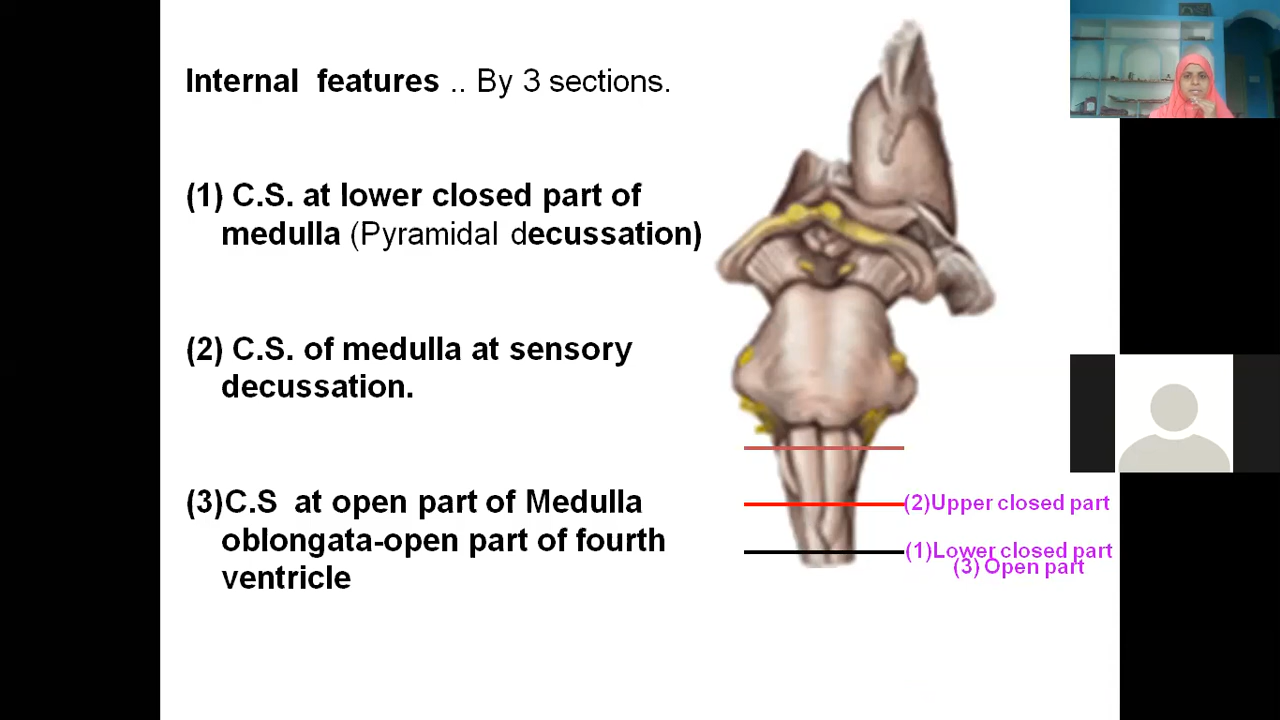 Internal features .. By 3 sections.
(1) C.S. at lower closed part of
medulla (Pyramidal decussation)
(2) C.S. of medulla at sensory
decussation.
(3)C.S at open part of Medulla
oblongata-open part of fourth
ventricle
(2)Upper closed part
(1)Lower closed part
(3) Open part